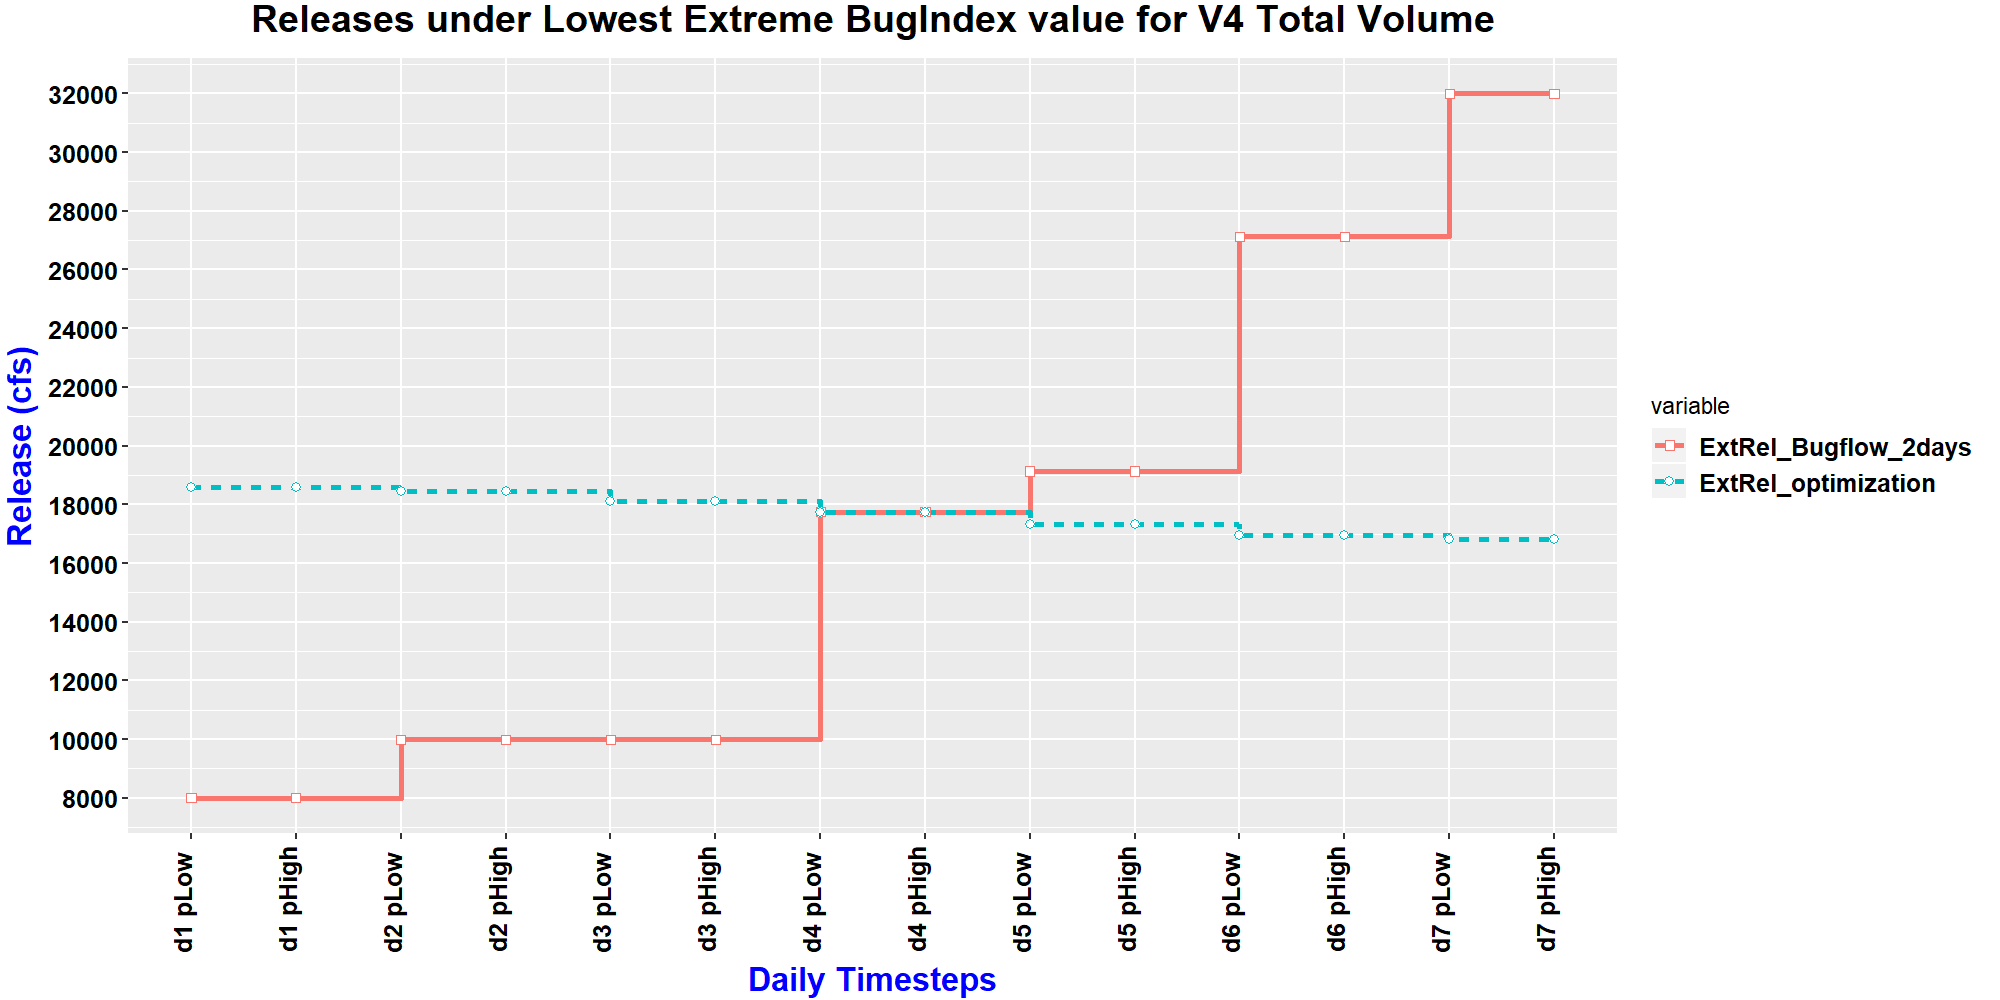 Releases under Lowest Extreme BugIndex value for V4 Total Volume
Release (cfs)
32000
30000
28000
26000
24000
22000
20000
18000
16000
14000
12000
10000
8000
d1 pLow
d1 pHigh
d2 pLow
d2 pHigh
d3 pLow
d3 pHigh
d4 pLow
d4 pHigh
d5 pLow
d5 pHigh
d6 pLow
d6 pHigh
d7 pLow
d7 pHigh
Daily Timesteps
variable
ExtRel_Bugflow_2days
ExtRel_optimization